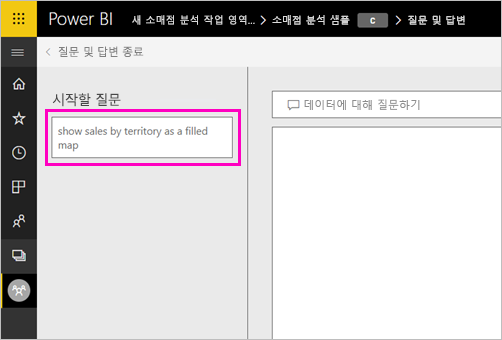 Power BI 새 소매점 분석 작업 영역... > 소매점 분석 샘플 C > 질문 및 답변
< 질문 및 답변 종료
시작할 질문
데이터에 대해 질문하기
show sales by territory as a filled
map